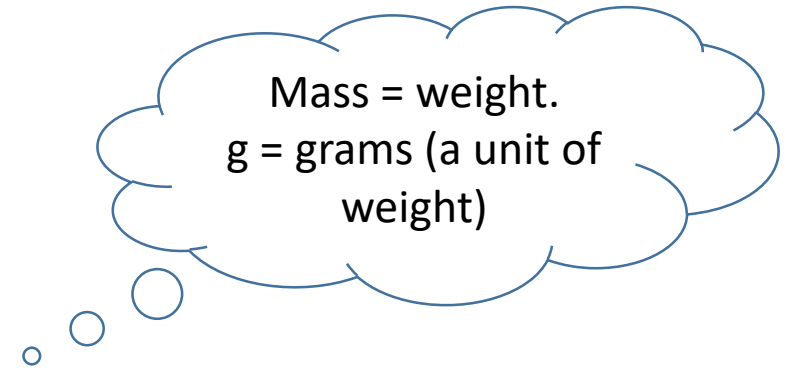 Mass = weight.
g = grams (a unit of
weight)